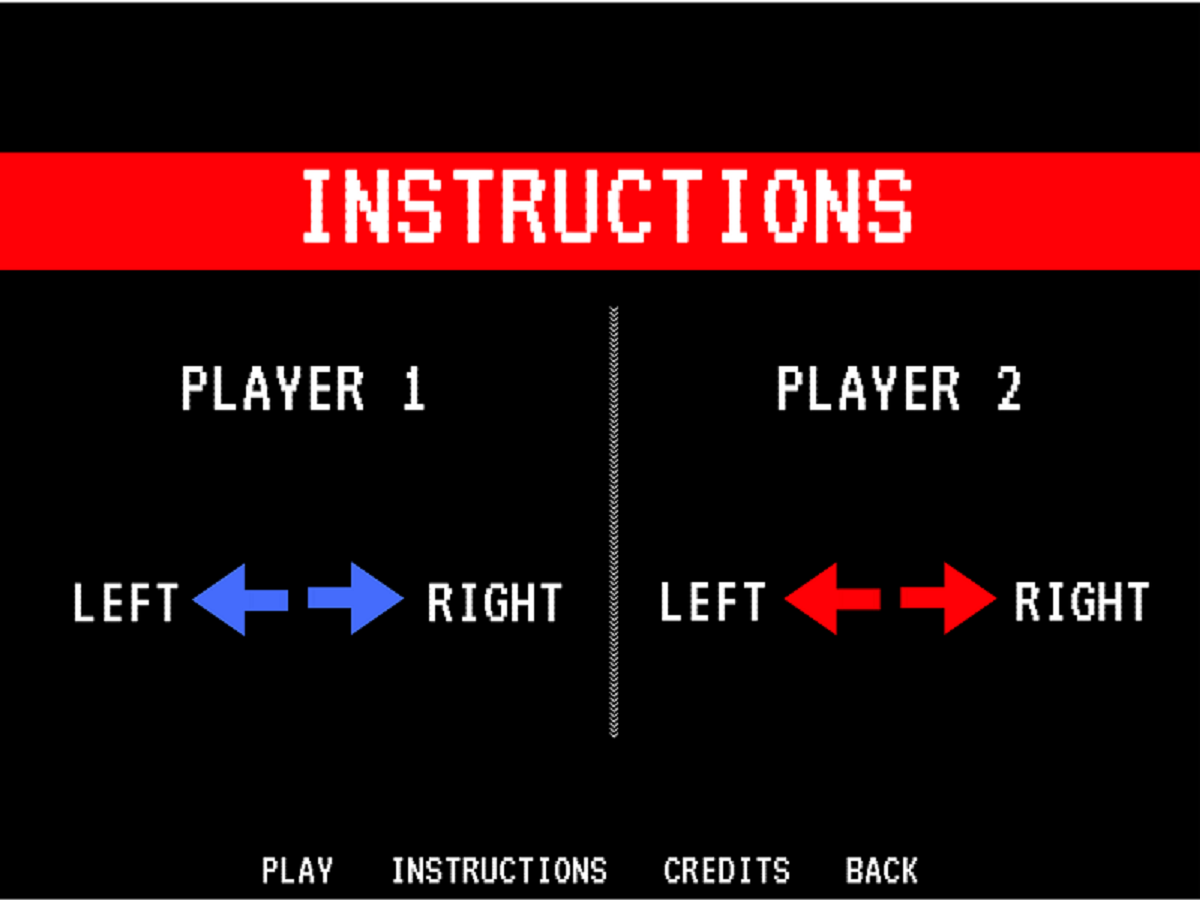 INSTRUCTIONS
PLAYER 1 PLAYER 2
LEFT RIGHT LEFT RIGHT
PLAY INSTRUCTIONS CREDITS BACK